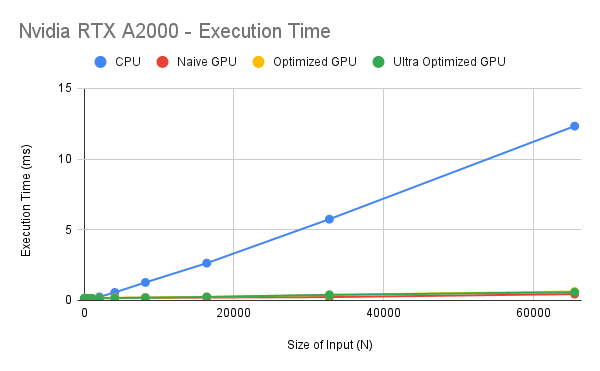 Nvidia RTX A2000 - Execution Time
CPU Naive GPU Optimized GPU Ultra Optimized GPU
15
10
5
0
Execution Time (ms)
0 20000 40000 60000
Size of Input (N)